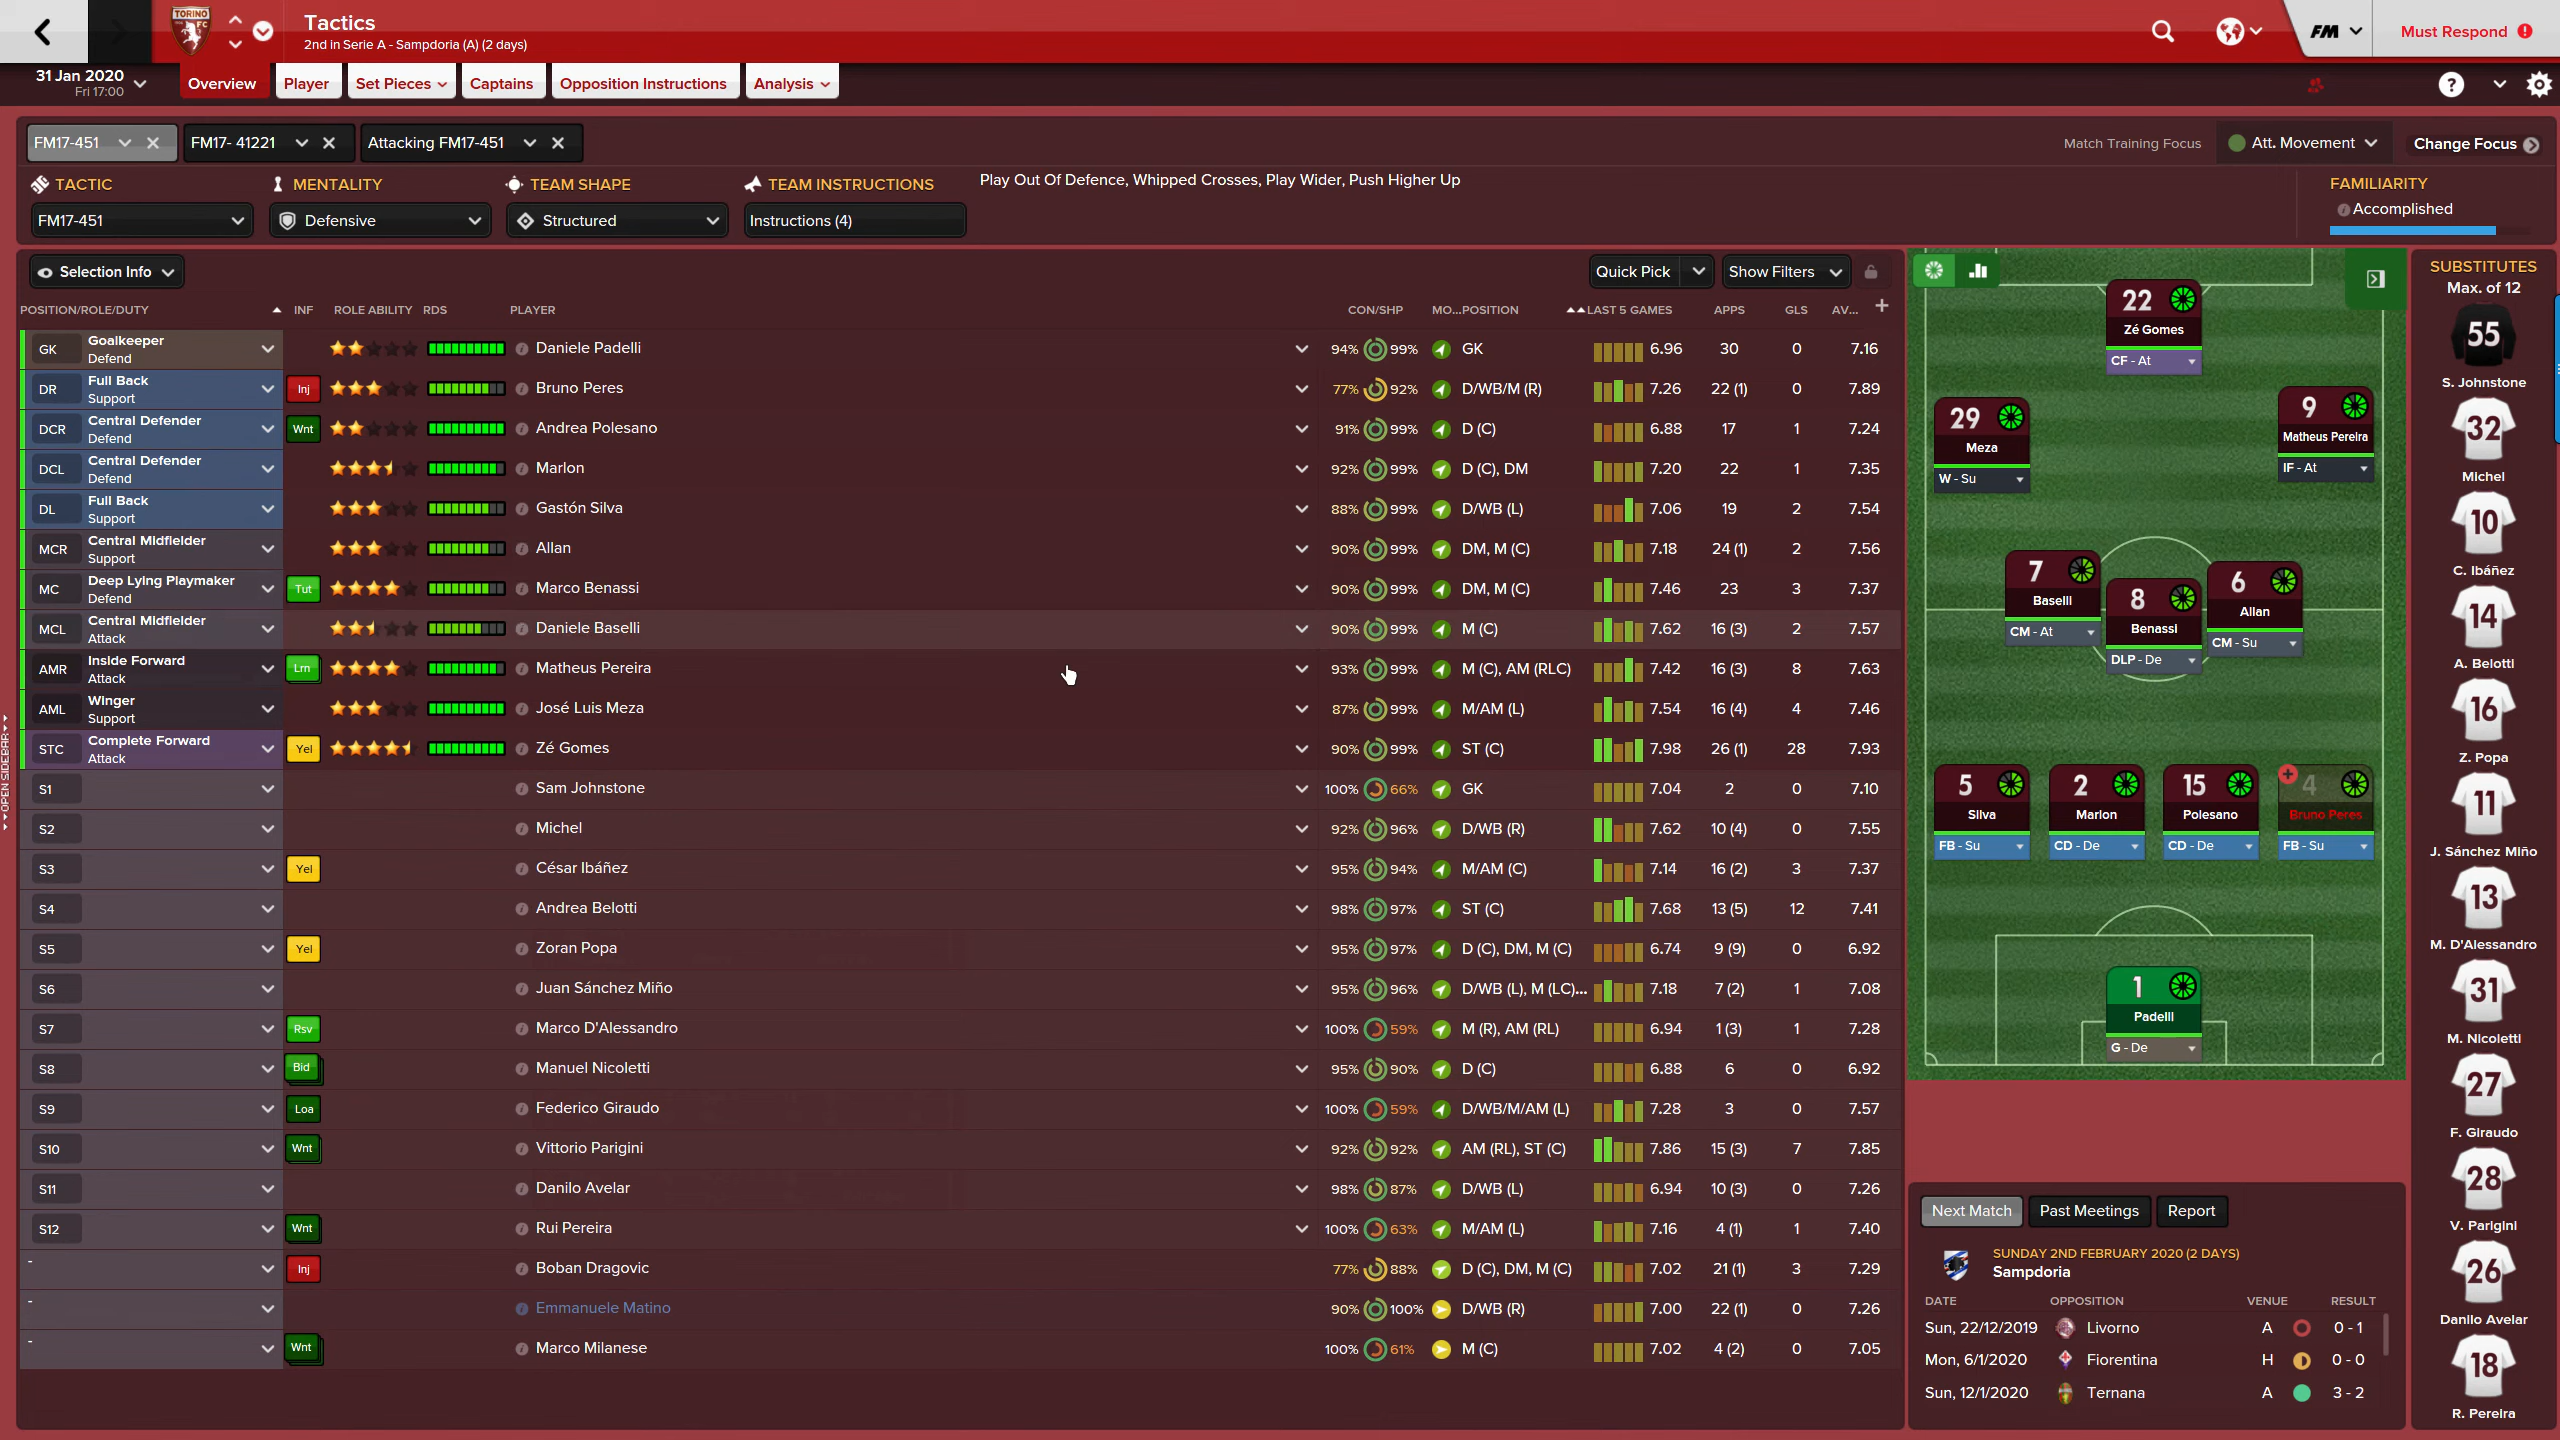 TORINO FC
Tactics
2nd in Serie A - Sampdoria (A) (2 days)
FM
Must Respond
31 Jan 2020
Fri 17:00
Overview Player Set Pieces Captains Opposition Instructions Analysis
FM17-451 FM17- 41221 Attacking FM17-451
Match Training Focus Att. Movement Change Focus
TACTIC MENTALITY TEAM SHAPE TEAM INSTRUCTIONS
Play Out Of Defence, Whipped Crosses, Play Wider, Push Higher Up
FM17-451 Defensive Structured Instructions (4)
FAMILIARITY
Accomplished
Selection Info Quick Pick Show Filters
POSITION/ROLE/DUTY INF ROLE ABILITY RDS PLAYER CON/SHP MO... POSITION LAST 5 GAMES APPS GLS AV... +
GK Goalkeeper Defend Daniele Padelli 94% 99% GK 6.96 30 0 7.16
DR Full Back Support Inj Bruno Peres 77% 92% D/WB/M (R) 7.26 22 (1) 0 7.89
DCR Central Defender Defend Wnt Andrea Polesano 91% 99% D (C) 6.88 17 1 7.24
DCL Central Defender Defend Marlon 92% 99% D (C), DM 7.20 22 1 7.35
DL Full Back Support Gastón Silva 88% 99% D/WB (L) 7.06 19 2 7.54
MCR Central Midfielder Support Allan 90% 99% DM, M (C) 7.18 24 (1) 2 7.56
MC Deep Lying Playmaker Defend Tut Marco Benassi 90% 99% DM, M (C) 7.46 23 3 7.37
MCL Central Midfielder Attack Daniele Baselli 90% 99% M (C) 7.62 16 (3) 2 7.57
AMR Inside Forward Attack Lrn Matheus Pereira 93% 99% M (C), AM (RLC) 7.42 16 (3) 8 7.63
AML Winger Support José Luis Meza 87% 99% M/AM (L) 7.54 16 (4) 4 7.46
STC Complete Forward Attack Yel Zé Gomes 90% 99% ST (C) 7.98 26 (1) 28 7.93
S1 Sam Johnstone 100% 66% GK 7.04 2 0 7.10
S2 Michel 92% 96% D/WB (R) 7.62 10 (4) 0 7.55
S3 Yel César Ibáñez 95% 94% M/AM (C) 7.14 16 (2) 3 7.37
S4 Andrea Belotti 98% 97% ST (C) 7.68 13 (5) 12 7.41
S5 Yel Zoran Popa 95% 97% D (C), DM, M (C) 6.74 9 (9) 0 6.92
S6 Juan Sánchez Miño 95% 96% D/WB (L), M (LC)... 7.18 7 (2) 1 7.08
S7 Rsv Marco D'Alessandro 100% 59% M (R), AM (RL) 6.94 1 (3) 1 7.28
S8 Bid Manuel Nicoletti 95% 90% D (C) 6.88 6 0 6.92
S9 Loa Federico Giraudo 100% 59% D/WB/M/AM (L) 7.28 3 0 7.57
S10 Wnt Vittorio Parigini 92% 92% AM (RL), ST (C) 7.86 15 (3) 7 7.85
S11 Danilo Avelar 98% 87% D/WB (L) 6.94 10 (3) 0 7.26
S12 Wnt Rui Pereira 100% 63% M/AM (L) 7.16 4 (1) 1 7.40
- Inj Boban Dragovic 77% 88% D (C), DM, M (C) 7.02 21 (1) 3 7.29
- Emmanuele Matino 90% 100% D/WB (R) 7.00 22 (1) 0 7.26
- Wnt Marco Milanese 100% 61% M (C) 7.02 4 (2) 0 7.05
OPEN SIDEBAR
22
Zé Gomes
CF - At
29
Meza
W - Su
9
Matheus Pereira
IF - At
7
Baselli
CM - At
8
Benassi
DLP - De
6
Allan
CM - Su
5
Silva
FB - Su
2
Marlon
CD - De
15
Polesano
CD - De
4
Bruno Peres
FB - Su
1
Padelli
G - De
SUBSTITUTES
Max. of 12
55
S. Johnstone
32
Michel
10
C. Ibáñez
14
A. Belotti
16
Z. Popa
11
J. Sánchez Miño
13
M. D'Alessandro
31
M. Nicoletti
27
F. Giraudo
28
V. Parigini
26
Danilo Avelar
18
R. Pereira
Next Match Past Meetings Report
SUNDAY 2ND FEBRUARY 2020 (2 DAYS)
Sampdoria
DATE OPPOSITION VENUE RESULT
Sun, 22/12/2019 Livorno A 0 - 1
Mon, 6/1/2020 Fiorentina H 0 - 0
Sun, 12/1/2020 Ternana A 3 - 2